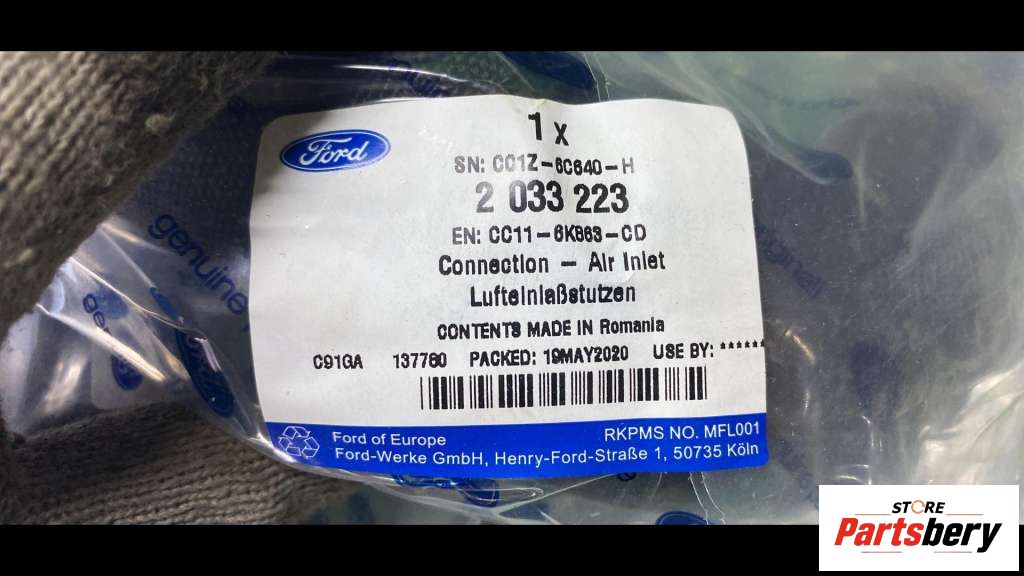 Ford
1 x
SN: CC1Z-6C640-H
2 033 223
EN: CC11-6K863-CD
Connection - Air Inlet
Lufteinlaßstutzen
CONTENTS MADE IN Romania
C91GA 137760 PACKED: 19MAY2020 USE BY: ******
Ford of Europe
RKPMS NO. MFL001
Ford-Werke GmbH, Henry-Ford-Straße 1, 50735 Köln
genuine
STORE
Partsbery